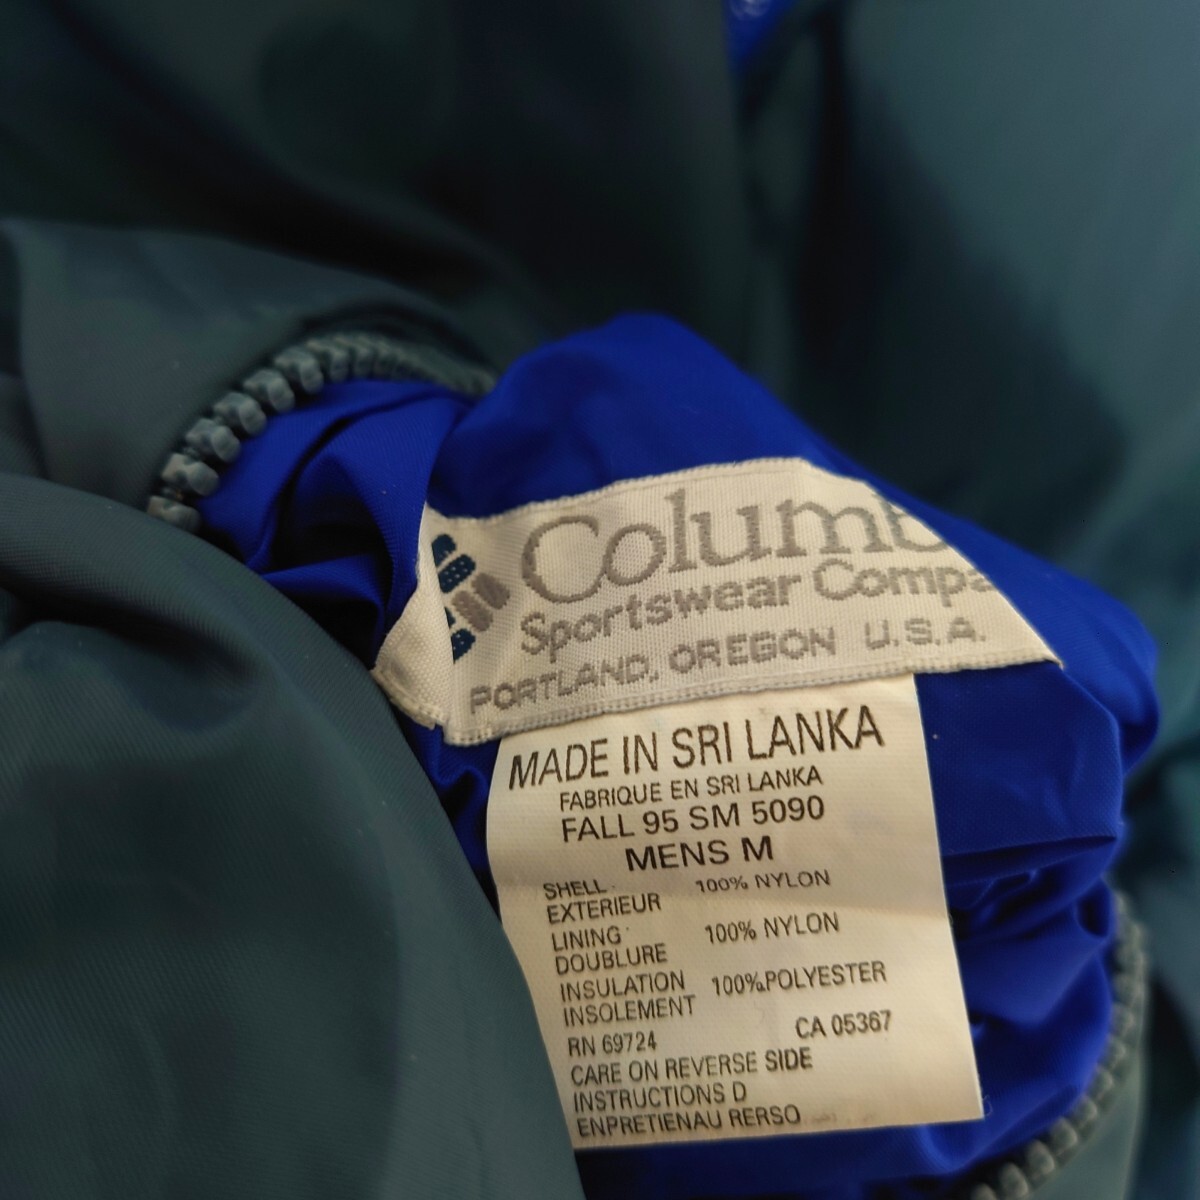 Columb
Sportswear Compa
PORTLAND, OREGON U.S.A.
MADE IN SRI LANKA
FABRIQUE EN SRI LANKA
FALL 95 SM 5090
MENS M
SHELL 100% NYLON
EXTERIEUR
LINING 100% NYLON
DOUBLURE
INSULATION 100% POLYESTER
INSOLEMENT
RN 69724 CA 05367
CARE ON REVERSE SIDE
INSTRUCTIONS D
ENPRETIENAU RERSO